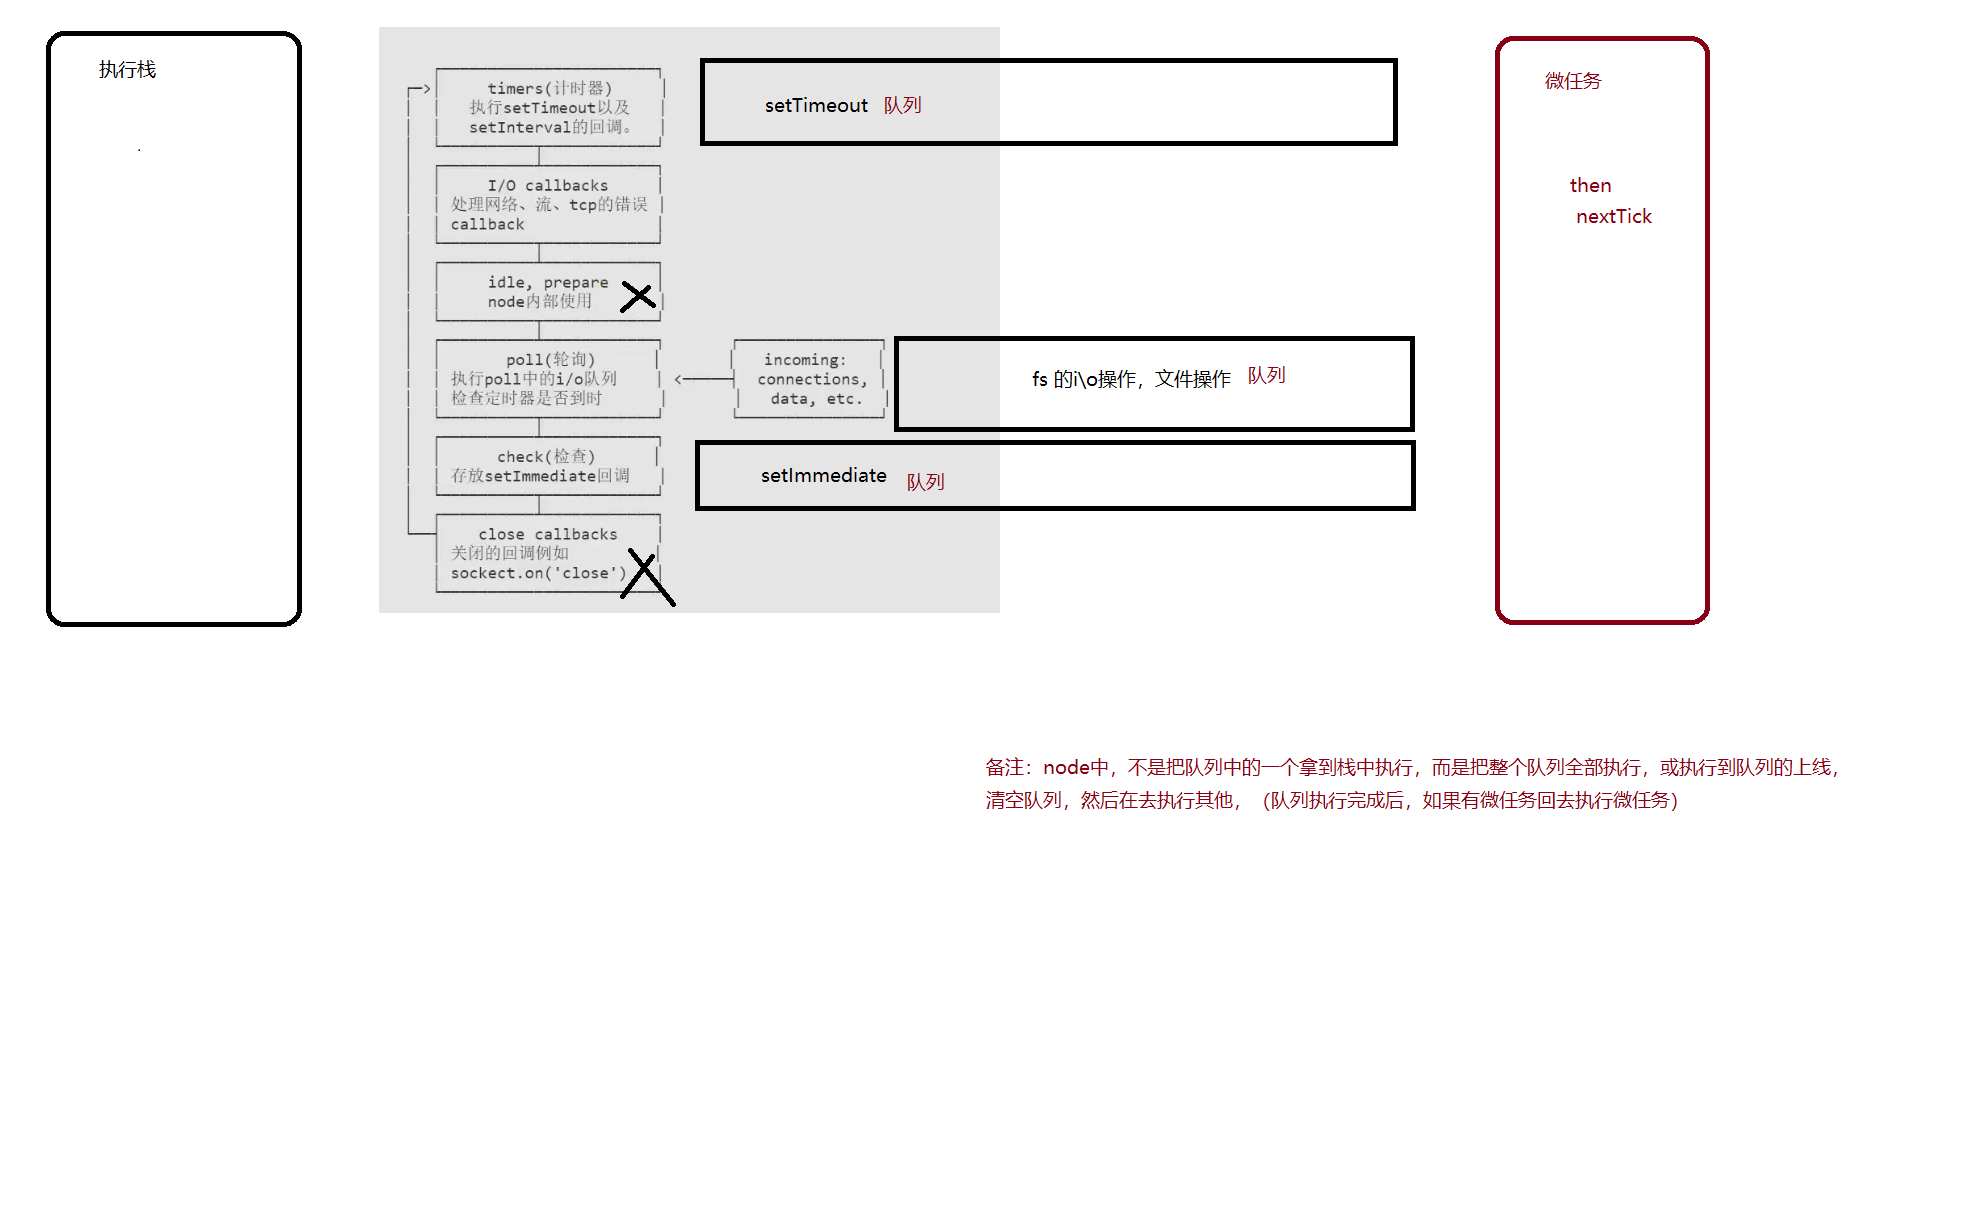 执行栈
timers(计时器)
执行setTimeout以及
setInterval的回调。
setTimeout 队列
I/O callbacks
处理网络、流、tcp的错误
callback
idle, prepare
node内部使用
poll(轮询)
执行poll中的i/o队列
检查定时器是否到时
incoming:
connections,
data, etc.
fs 的i\o操作，文件操作 队列
check(检查)
存放setImmediate回调
setImmediate 队列
close callbacks
关闭的回调例如
sockect.on('close')
微任务
then
nextTick
备注：node中，不是把队列中的一个拿到栈中执行，而是把整个队列全部执行，或执行到队列的上线，
清空队列，然后在去执行其他，（队列执行完成后，如果有微任务回去执行微任务）